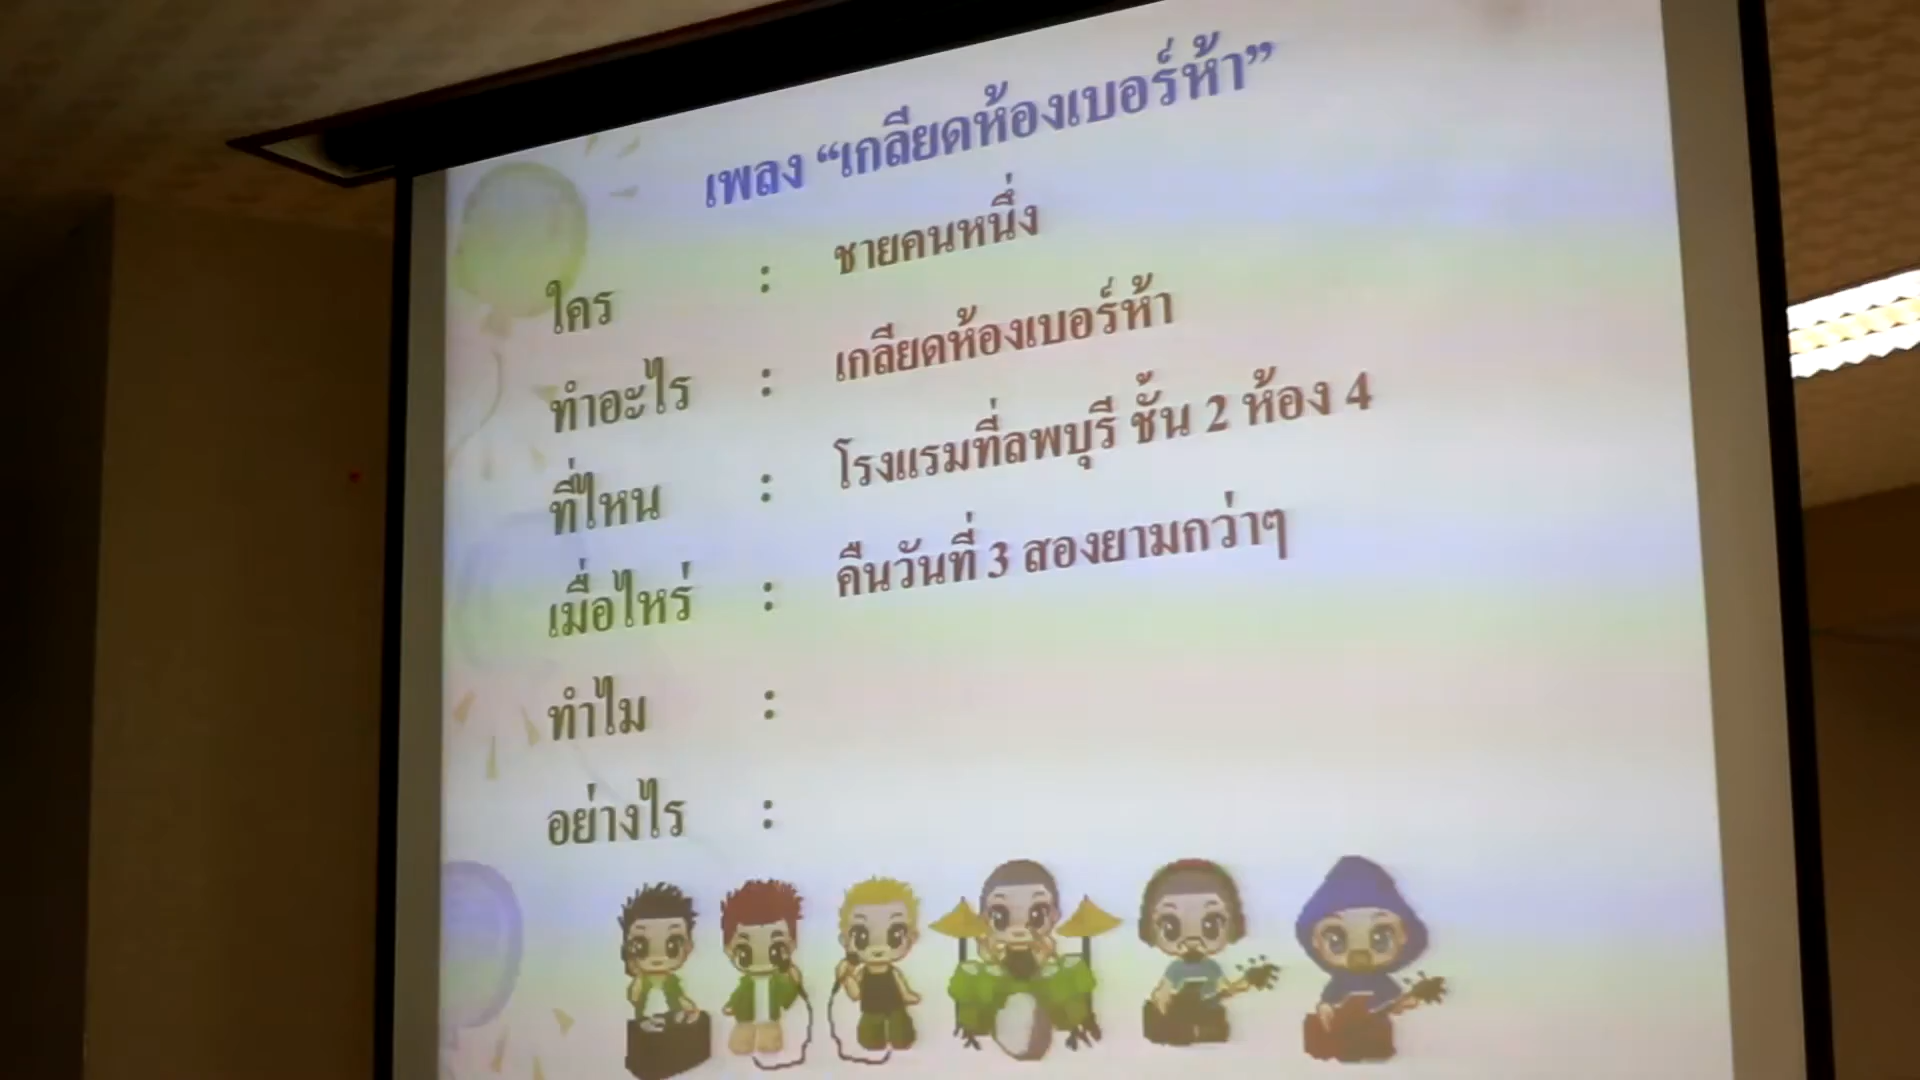 เพลง “เกลียดห้องเบอร์ห้า”
ใคร : ชายคนหนึ่ง
ทำอะไร : เกลียดห้องเบอร์ห้า
ที่ไหน : โรงแรมที่ลพบุรี ชั้น 2 ห้อง 4
เมื่อไหร่ : คืนวันที่ 3 สองยามกว่าๆ
ทำไม :
อย่างไร :